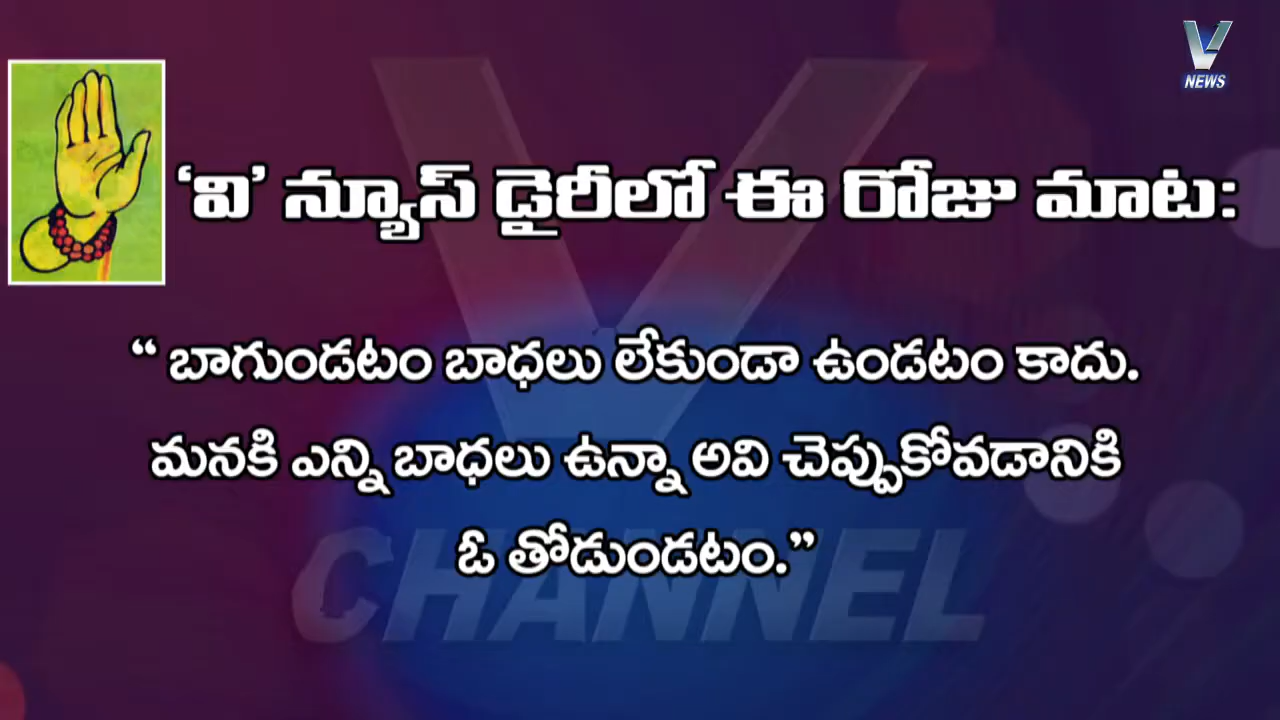 V
NEWS
‘వి’ న్యూస్ డైరీలో ఈ రోజు మాట:
“ బాగుండటం బాధలు లేకుండా ఉండటం కాదు.
మనకి ఎన్ని బాధలు ఉన్నా అవి చెప్పుకోవడానికి
ఓ తోడుండటం.”
V
CHANNEL